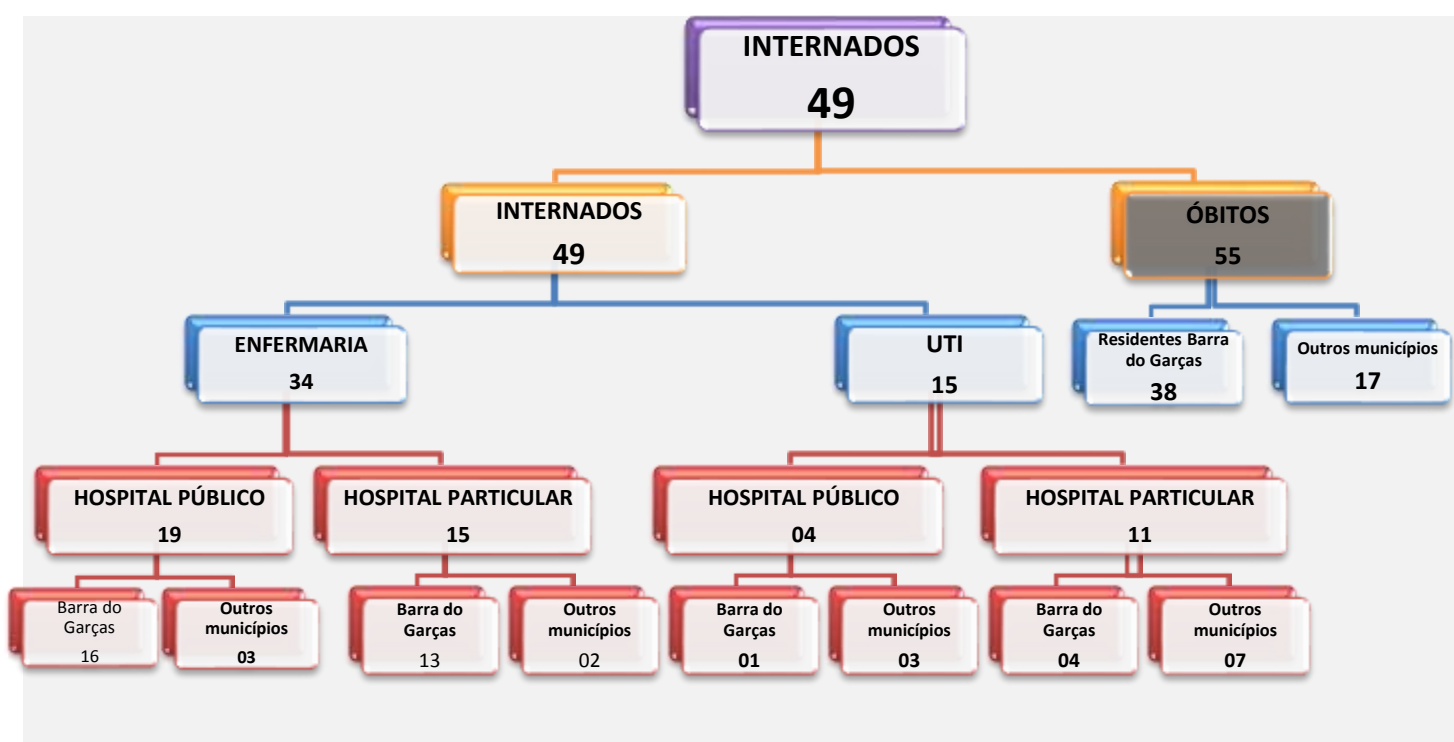 INTERNADOS
49
INTERNADOS
49
ÓBITOS
55
ENFERMARIA
34
UTI
15
Residentes Barra
do Garças
38
Outros municípios
17
HOSPITAL PÚBLICO
19
HOSPITAL PARTICULAR
15
HOSPITAL PÚBLICO
04
HOSPITAL PARTICULAR
11
Barra do
Garças
16
Outros
municípios
03
Barra do
Garças
13
Outros
municípios
02
Barra do
Garças
01
Outros
municípios
03
Barra do
Garças
04
Outros
municípios
07